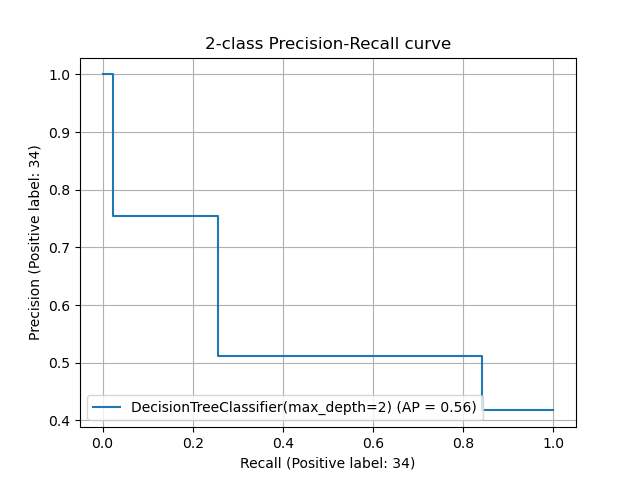 2-class Precision-Recall curve
1.0
0.9
0.8
0.7
0.6
0.5
0.4
Precision (Positive label: 34)
DecisionTreeClassifier(max_depth=2) (AP = 0.56)
0.0 0.2 0.4 0.6 0.8 1.0
Recall (Positive label: 34)